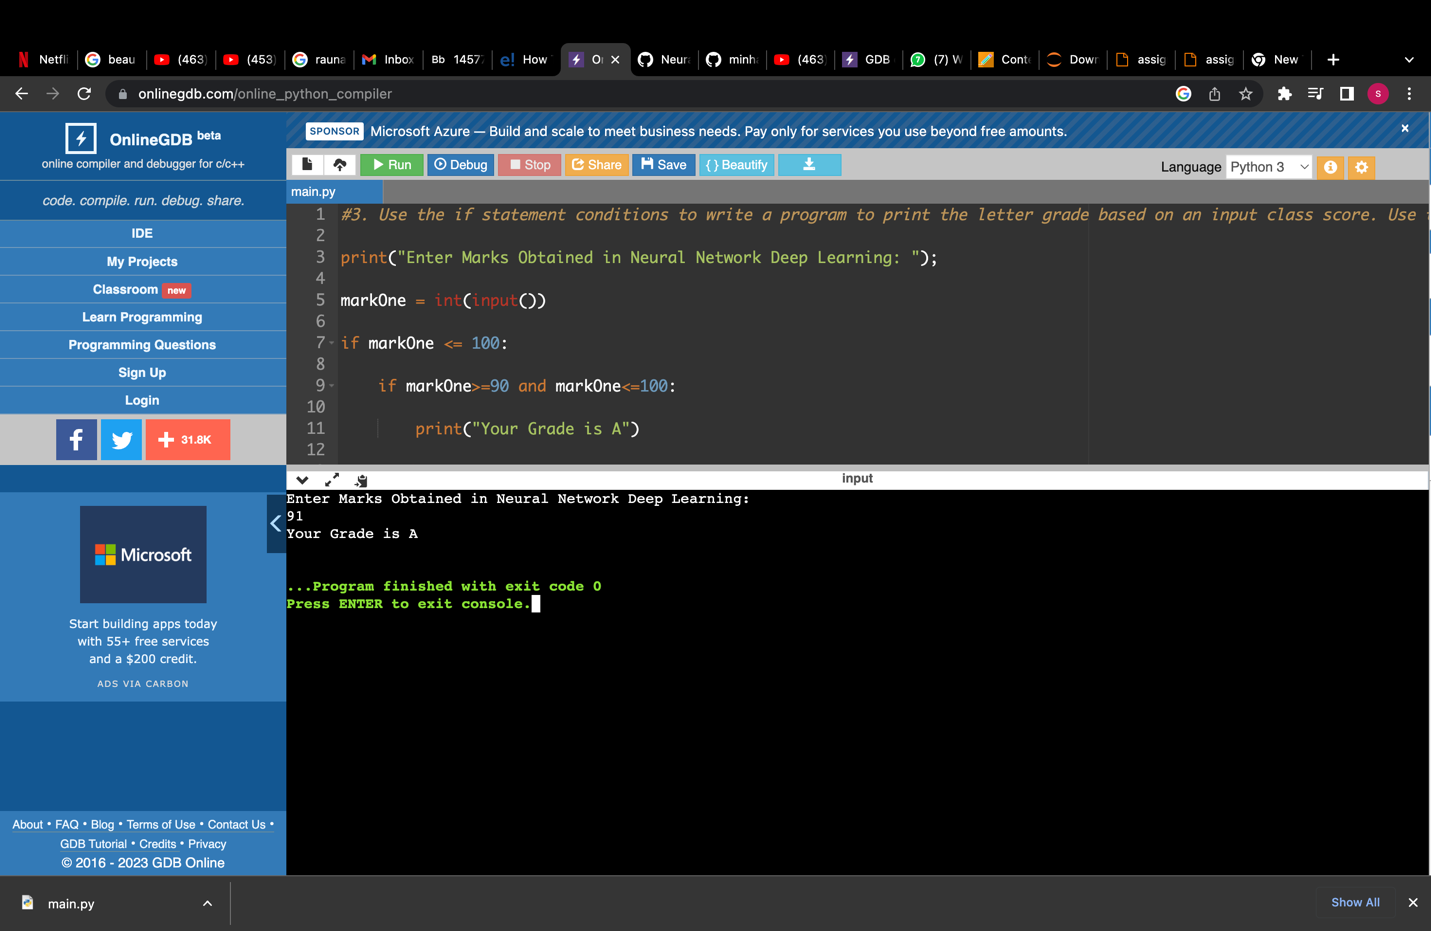 Netfli
beau
(463)
(453)
rauna
Inbox
Bb 1457
e! How
O
Neur
minh
(463)
GDB
(7) W
Cont
Down
assig
assig
New
onlinegdb.com/online_python_compiler
s
OnlineGDB beta
online compiler and debugger for c/c++
code. compile. run. debug. share.
IDE
My Projects
Classroom new
Learn Programming
Programming Questions
Sign Up
Login
f
+ 31.8K
Microsoft
Start building apps today
with 55+ free services
and a $200 credit.
ADS VIA CARBON
About • FAQ • Blog • Terms of Use • Contact Us •
GDB Tutorial • Credits • Privacy
© 2016 - 2023 GDB Online
SPONSOR Microsoft Azure — Build and scale to meet business needs. Pay only for services you use beyond free amounts.
Run
Debug
Stop
Share
Save
{ } Beautify
Language Python 3
main.py
1 #3. Use the if statement conditions to write a program to print the letter grade based on an input class score. Use
2
3 print("Enter Marks Obtained in Neural Network Deep Learning: ");
4
5 markOne = int(input())
6
7 if markOne <= 100:
8
9 if markOne>=90 and markOne<=100:
10
11 print("Your Grade is A")
12
input
Enter Marks Obtained in Neural Network Deep Learning:
91
Your Grade is A
...Program finished with exit code 0
Press ENTER to exit console.
main.py
Show All